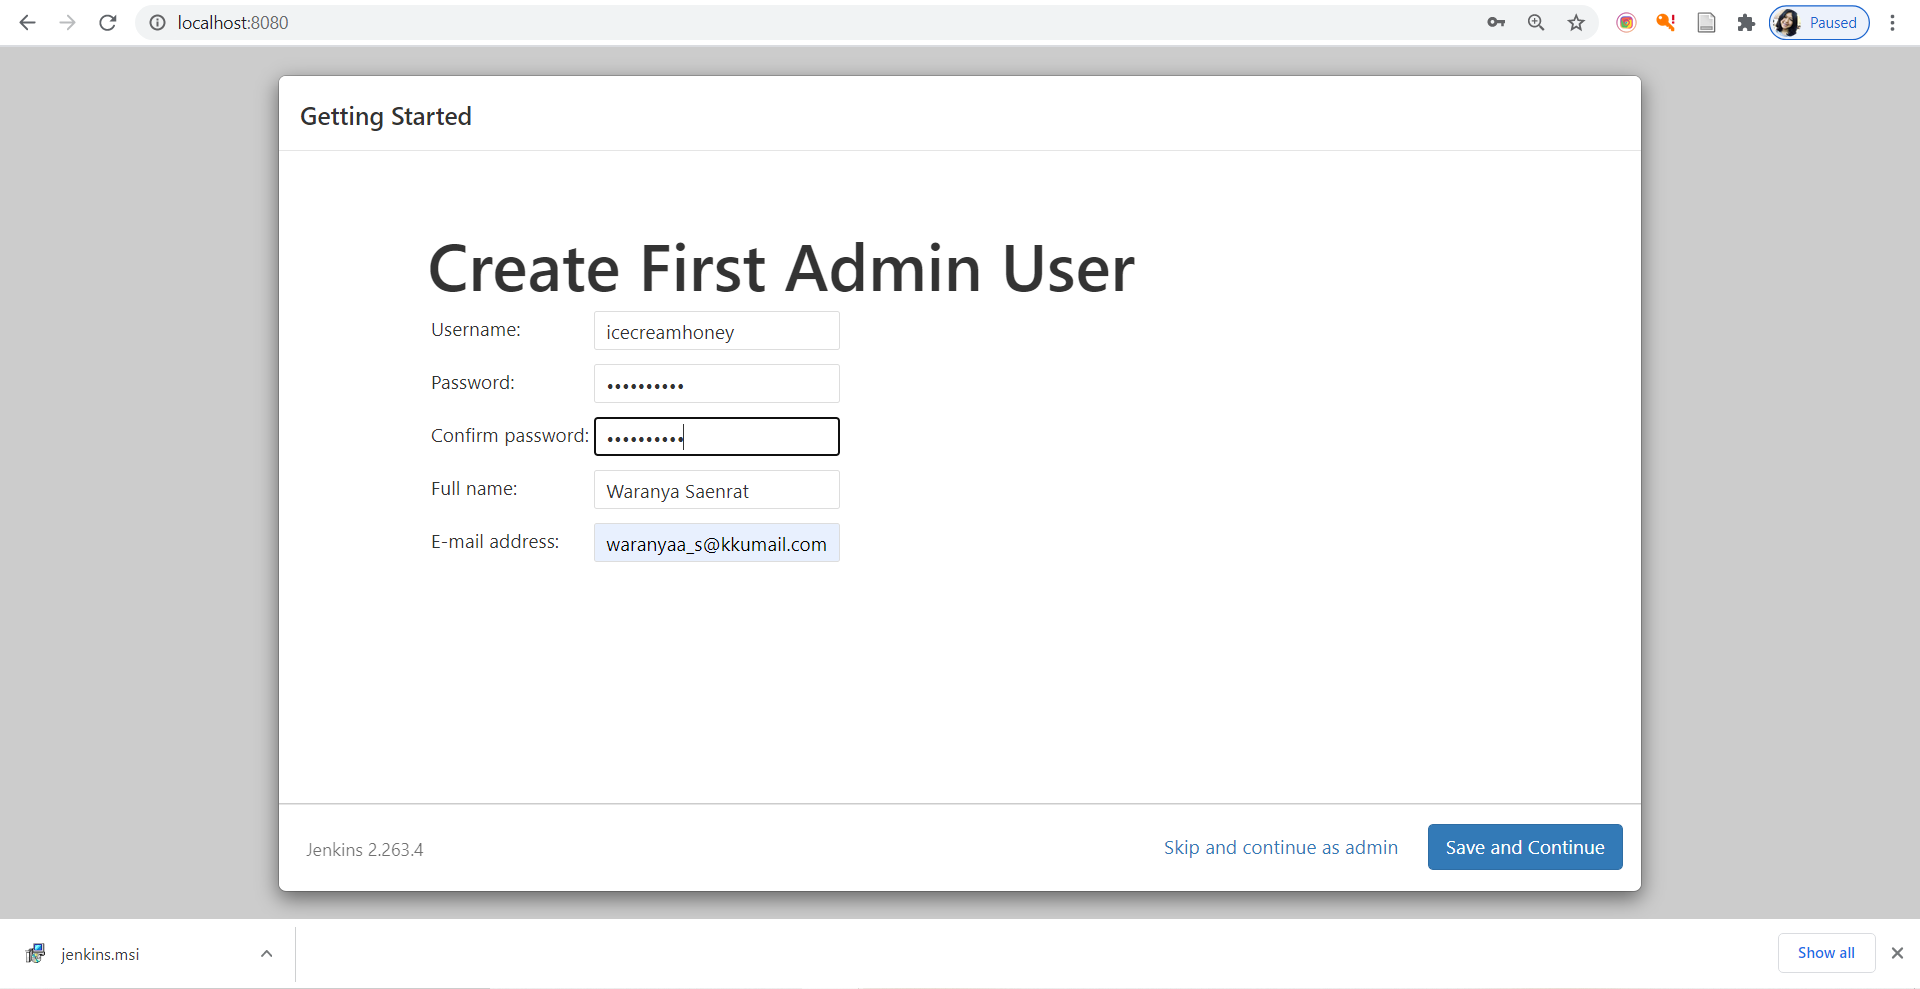 localhost:8080
Paused
Getting Started
Create First Admin User
Username: icecreamhoney
Password: ••••••••••
Confirm password: ••••••••••
Full name: Waranya Saenrat
E-mail address: waranyaa_s@kkumail.com
Jenkins 2.263.4
Skip and continue as admin
Save and Continue
jenkins.msi
Show all